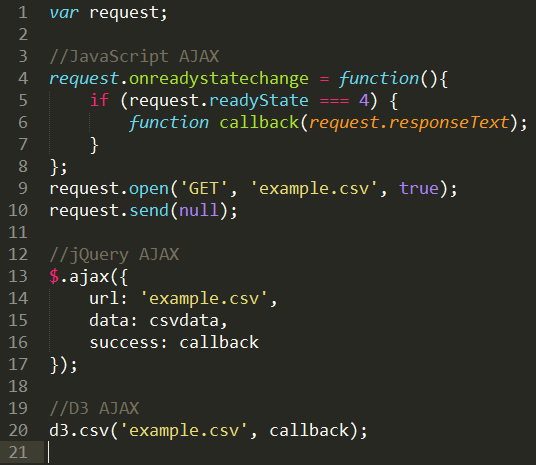 1 var request;
2
3 //JavaScript AJAX
4 request.onreadystatechange = function(){
5     if (request.readyState === 4) {
6         function callback(request.responseText);
7     }
8 };
9 request.open('GET', 'example.csv', true);
10 request.send(null);
11
12 //jQuery AJAX
13 $.ajax({
14     url: 'example.csv',
15     data: csvdata,
16     success: callback
17 });
18
19 //D3 AJAX
20 d3.csv('example.csv', callback);
21